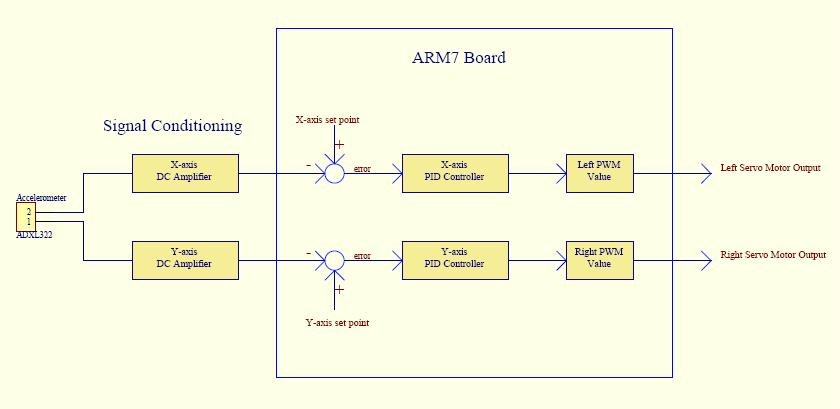 ARM7 Board
Signal Conditioning
X-axis set point
+
X-axis
DC Amplifier
-
error
X-axis
PID Controller
Left PWM
Value
Left Servo Motor Output
Accelerometer
2
1
ADXL322
Y-axis
DC Amplifier
-
error
Y-axis
PID Controller
Right PWM
Value
Right Servo Motor Output
+
Y-axis set point